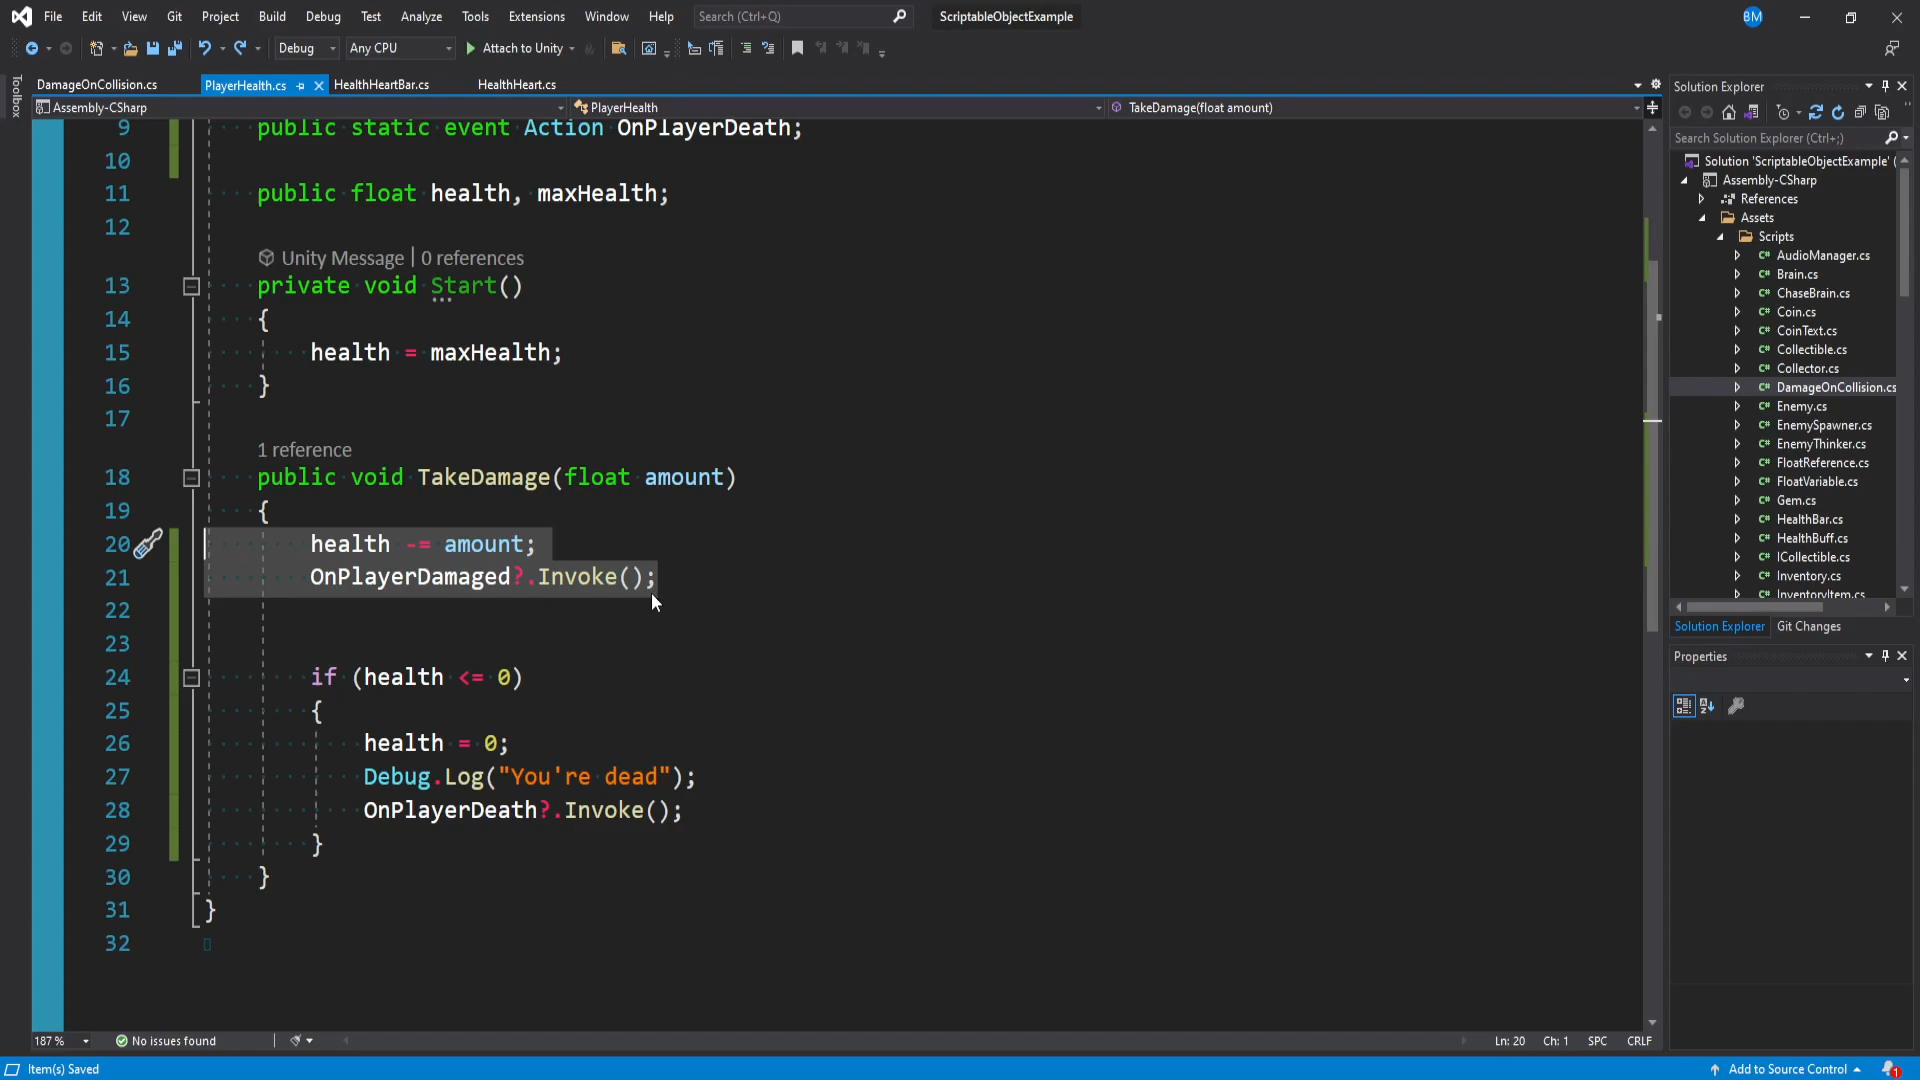 File Edit View Git Project Build Debug Test Analyze Tools Extensions Window Help Search (Ctrl+Q) ScriptableObjectExample BM
Debug Any CPU Attach to Unity
Toolbox
DamageOnCollision.cs PlayerHealth.cs HealthHeartBar.cs HealthHeart.cs
Assembly-CSharp PlayerHealth TakeDamage(float amount)
9 public static event Action OnPlayerDeath;
10
11 public float health, maxHealth;
12
Unity Message | 0 references
13 private void Start()
14 {
15 health = maxHealth;
16 }
17
1 reference
18 public void TakeDamage(float amount)
19 {
20 health -= amount;
21 OnPlayerDamaged?.Invoke();
22
23
24 if (health <= 0)
25 {
26 health = 0;
27 Debug.Log("You're dead");
28 OnPlayerDeath?.Invoke();
29 }
30 }
31 }
32
187 % No issues found Ln: 20 Ch: 1 SPC CRLF
Solution Explorer
Search Solution Explorer (Ctrl+;)
Solution 'ScriptableObjectExample' (
Assembly-CSharp
References
Assets
Scripts
C# AudioManager.cs
C# Brain.cs
C# ChaseBrain.cs
C# Coin.cs
C# CoinText.cs
C# Collectible.cs
C# Collector.cs
C# DamageOnCollision.cs
C# Enemy.cs
C# EnemySpawner.cs
C# EnemyThinker.cs
C# FloatReference.cs
C# FloatVariable.cs
C# Gem.cs
C# HealthBar.cs
C# HealthBuff.cs
C# ICollectible.cs
C# Inventory.cs
C# InventoryItem.cs
Solution Explorer Git Changes
Properties
Item(s) Saved Add to Source Control 1